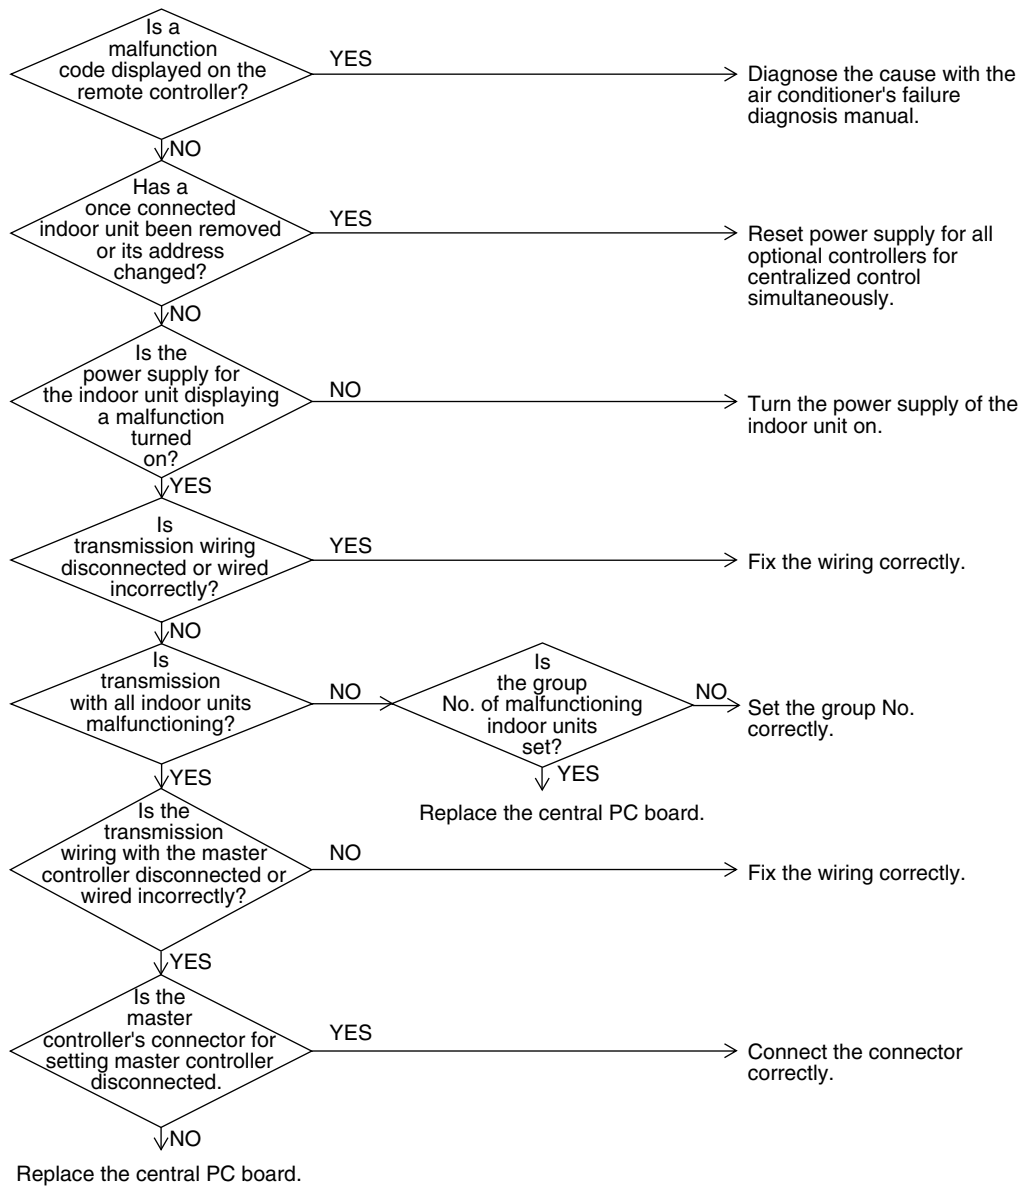 Is a
malfunction
code displayed on the
remote controller?
YES
Diagnose the cause with the
air conditioner's failure
diagnosis manual.
NO
Has a
once connected
indoor unit been removed
or its address
changed?
YES
Reset power supply for all
optional controllers for
centralized control
simultaneously.
NO
Is the
power supply for
the indoor unit displaying
a malfunction
turned
on?
NO
Turn the power supply of the
indoor unit on.
YES
Is
transmission wiring
disconnected or wired
incorrectly?
YES
Fix the wiring correctly.
NO
Is
transmission
with all indoor units
malfunctioning?
NO
Is
the group
No. of malfunctioning
indoor units
set?
NO
Set the group No.
correctly.
YES
Replace the central PC board.
YES
Is the
transmission
wiring with the master
controller disconnected or
wired incorrectly?
NO
Fix the wiring correctly.
YES
Is the
master
controller's connector for
setting master controller
disconnected.
YES
Connect the connector
correctly.
NO
Replace the central PC board.